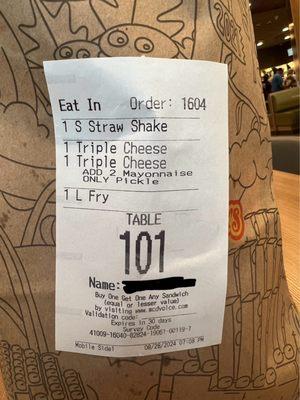 Eat In Order: 1604
1 S Straw Shake
1 Triple Cheese
1 Triple Cheese
ADD 2 Mayonnaise
ONLY Pickle
1 L Fry
TABLE
101
Name:
Buy One Get One Any Sandwich
(equal or lesser value)
by visiting www.mcdvoice.com
Validation code:
Expires in 30 days
Survey Code
Mobile Side1 08/28/2024 07:08 PM